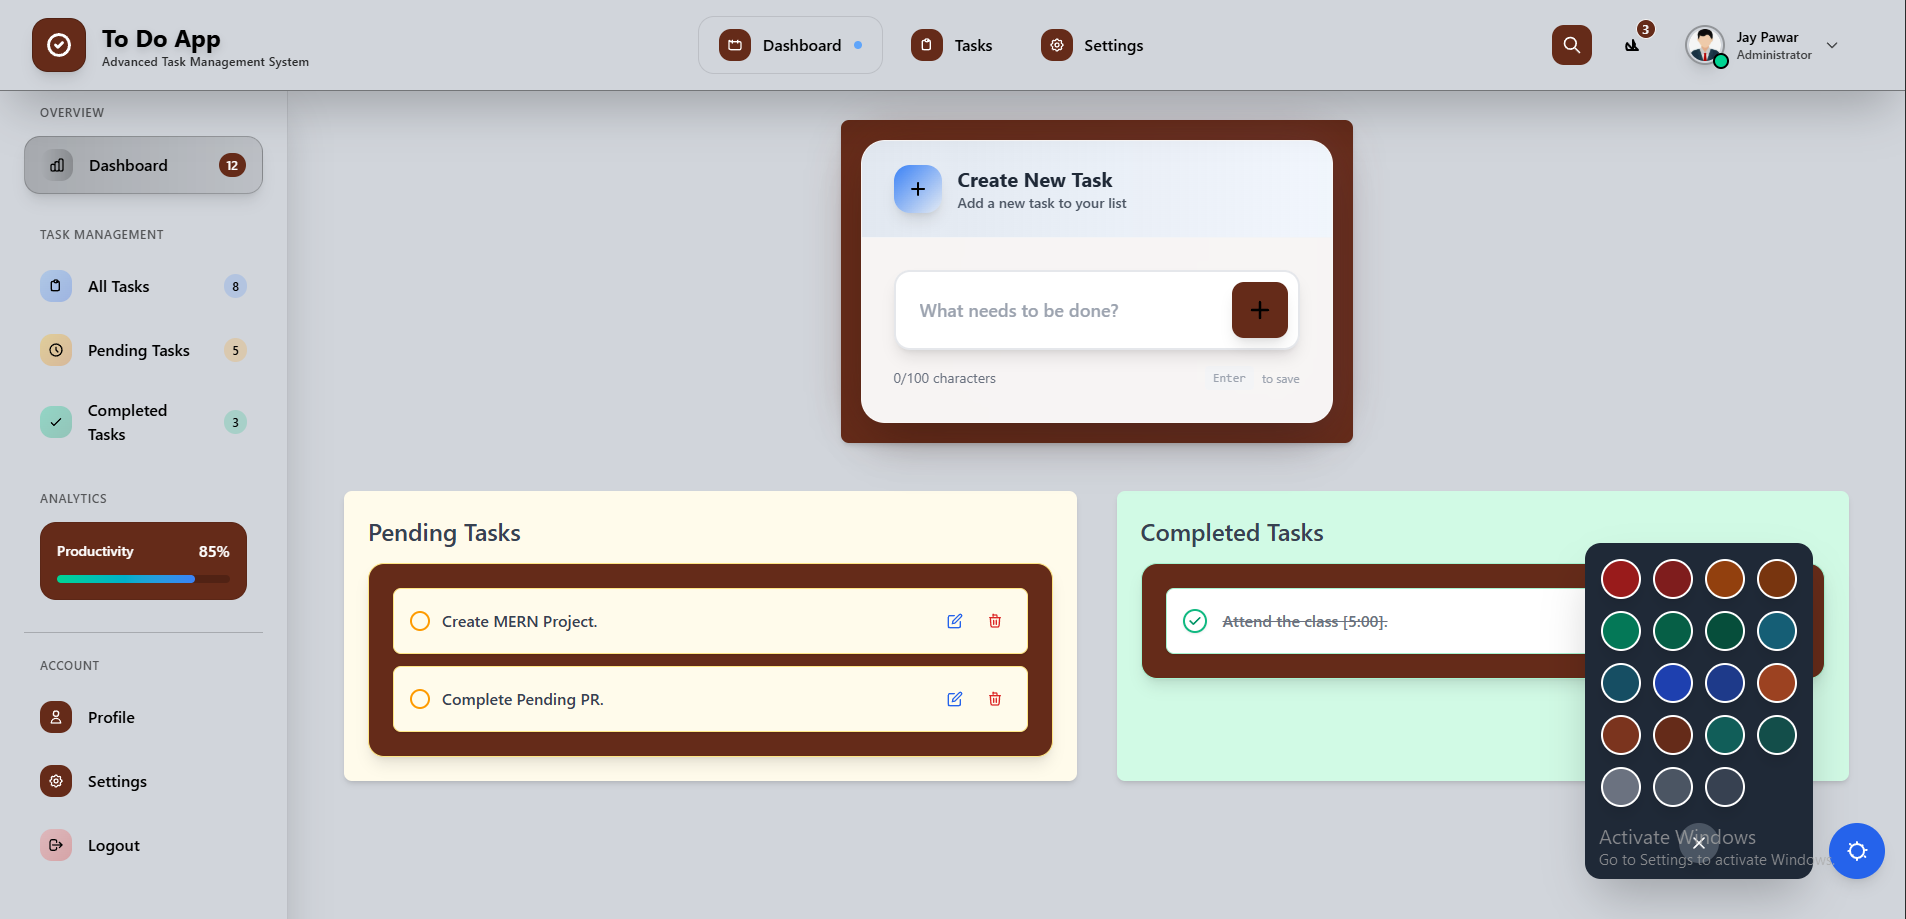 To Do App
Advanced Task Management System
Dashboard
Tasks
Settings
3
Jay Pawar
Administrator
OVERVIEW
Dashboard 12
TASK MANAGEMENT
All Tasks 8
Pending Tasks 5
Completed
Tasks
3
ANALYTICS
Productivity 85%
ACCOUNT
Profile
Settings
Logout
Create New Task
Add a new task to your list
What needs to be done?
0/100 characters
Enter to save
Pending Tasks
Create MERN Project.
Complete Pending PR.
Completed Tasks
Attend the class [5:00].
Activate Windows
Go to Settings to activate Windows.